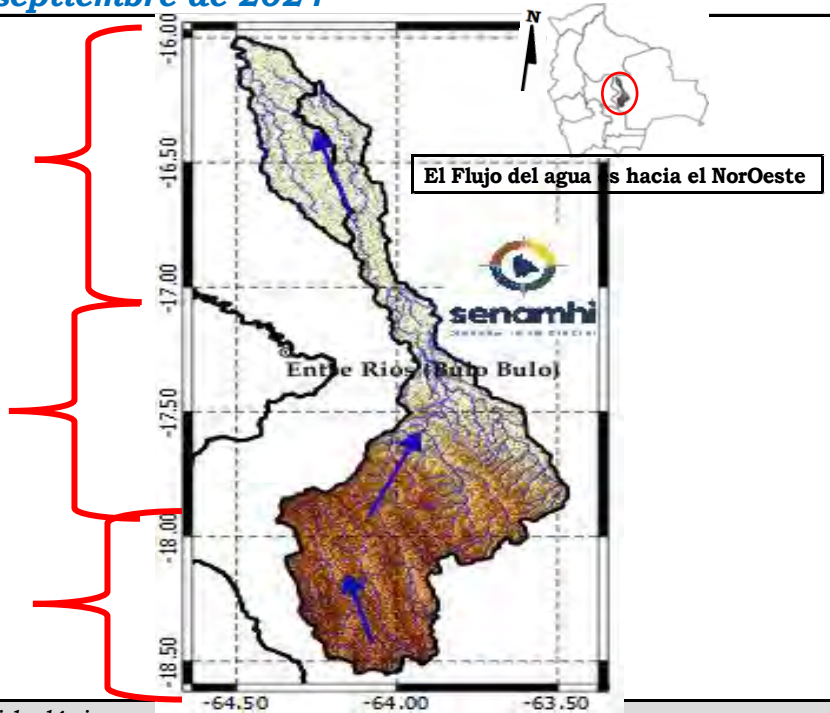 septiembre de 2024
N
El Flujo del agua es hacia el NorOeste
senamhi
Entre Rios (Bulo Bulo)
-16.00
-16.50
-17.00
-17.50
-18.00
-18.50
-64.50 -64.00 -63.50